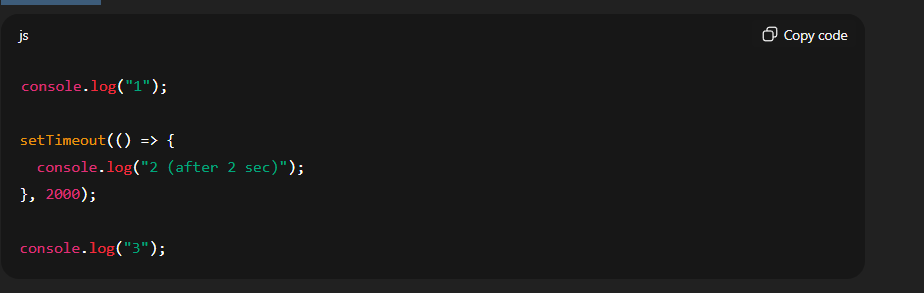 js
Copy code
console.log("1");
setTimeout(() => {
  console.log("2 (after 2 sec)");
}, 2000);
console.log("3");